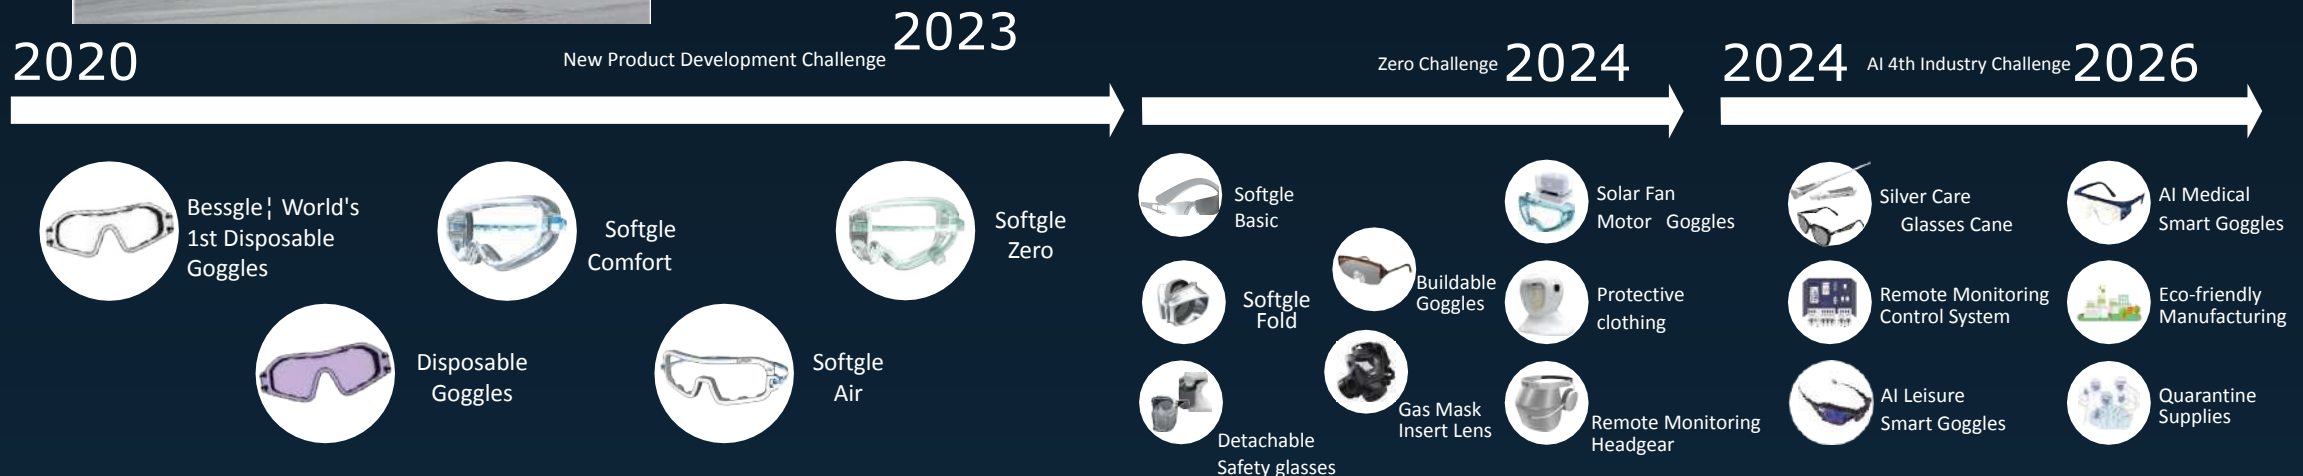 2020
New Product Development Challenge
2023
Zero Challenge
2024
2024
AI 4th Industry Challenge
2026
Bessgle¦ World's
1st Disposable
Goggles
Softgle
Comfort
Softgle
Zero
Disposable
Goggles
Softgle
Air
Softgle
Basic
Softgle
Fold
Detachable
Safety glasses
Buildable
Goggles
Gas Mask
Insert Lens
Solar Fan
Motor Goggles
Protective
clothing
Remote Monitoring
Headgear
Silver Care
Glasses Cane
Remote Monitoring
Control System
AI Leisure
Smart Goggles
AI Medical
Smart Goggles
Eco-friendly
Manufacturing
Quarantine
Supplies